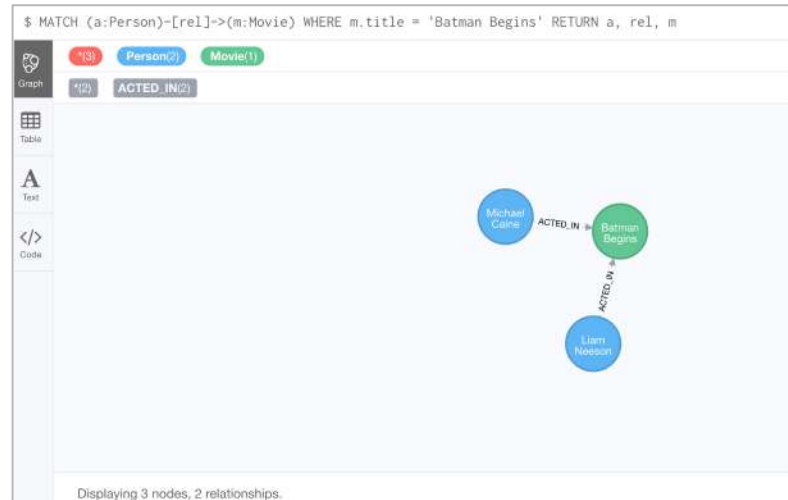 $ MATCH (a:Person)-[rel]->(m:Movie) WHERE m.title = 'Batman Begins' RETURN a, rel, m
*(3) Person(2) Movie(1)
Graph
*(2) ACTED_IN(2)
Table
A
Text
</>
Code
Michael
Caine
ACTED_IN
Batman
Begins
ACTED_IN
Liam
Neeson
Displaying 3 nodes, 2 relationships.